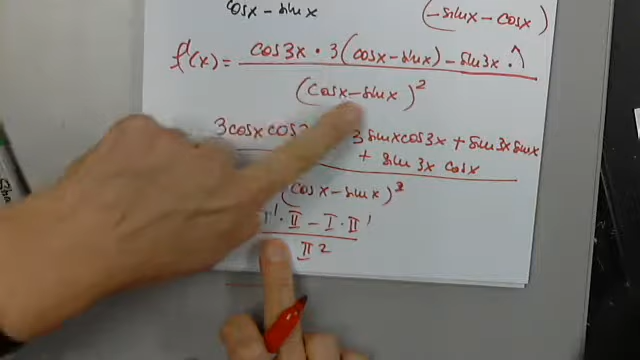 cosx − sinx
(−sinx − cosx)
f'(x) = cos3x · 3(cosx − sinx) − sin3x ·
(cosx − sinx)²
3cosx cos3 3 sinx cos3x + sin3x sinx
+ sin3x cosx
(cosx − sinx)²
I' · II − I · II'
II²